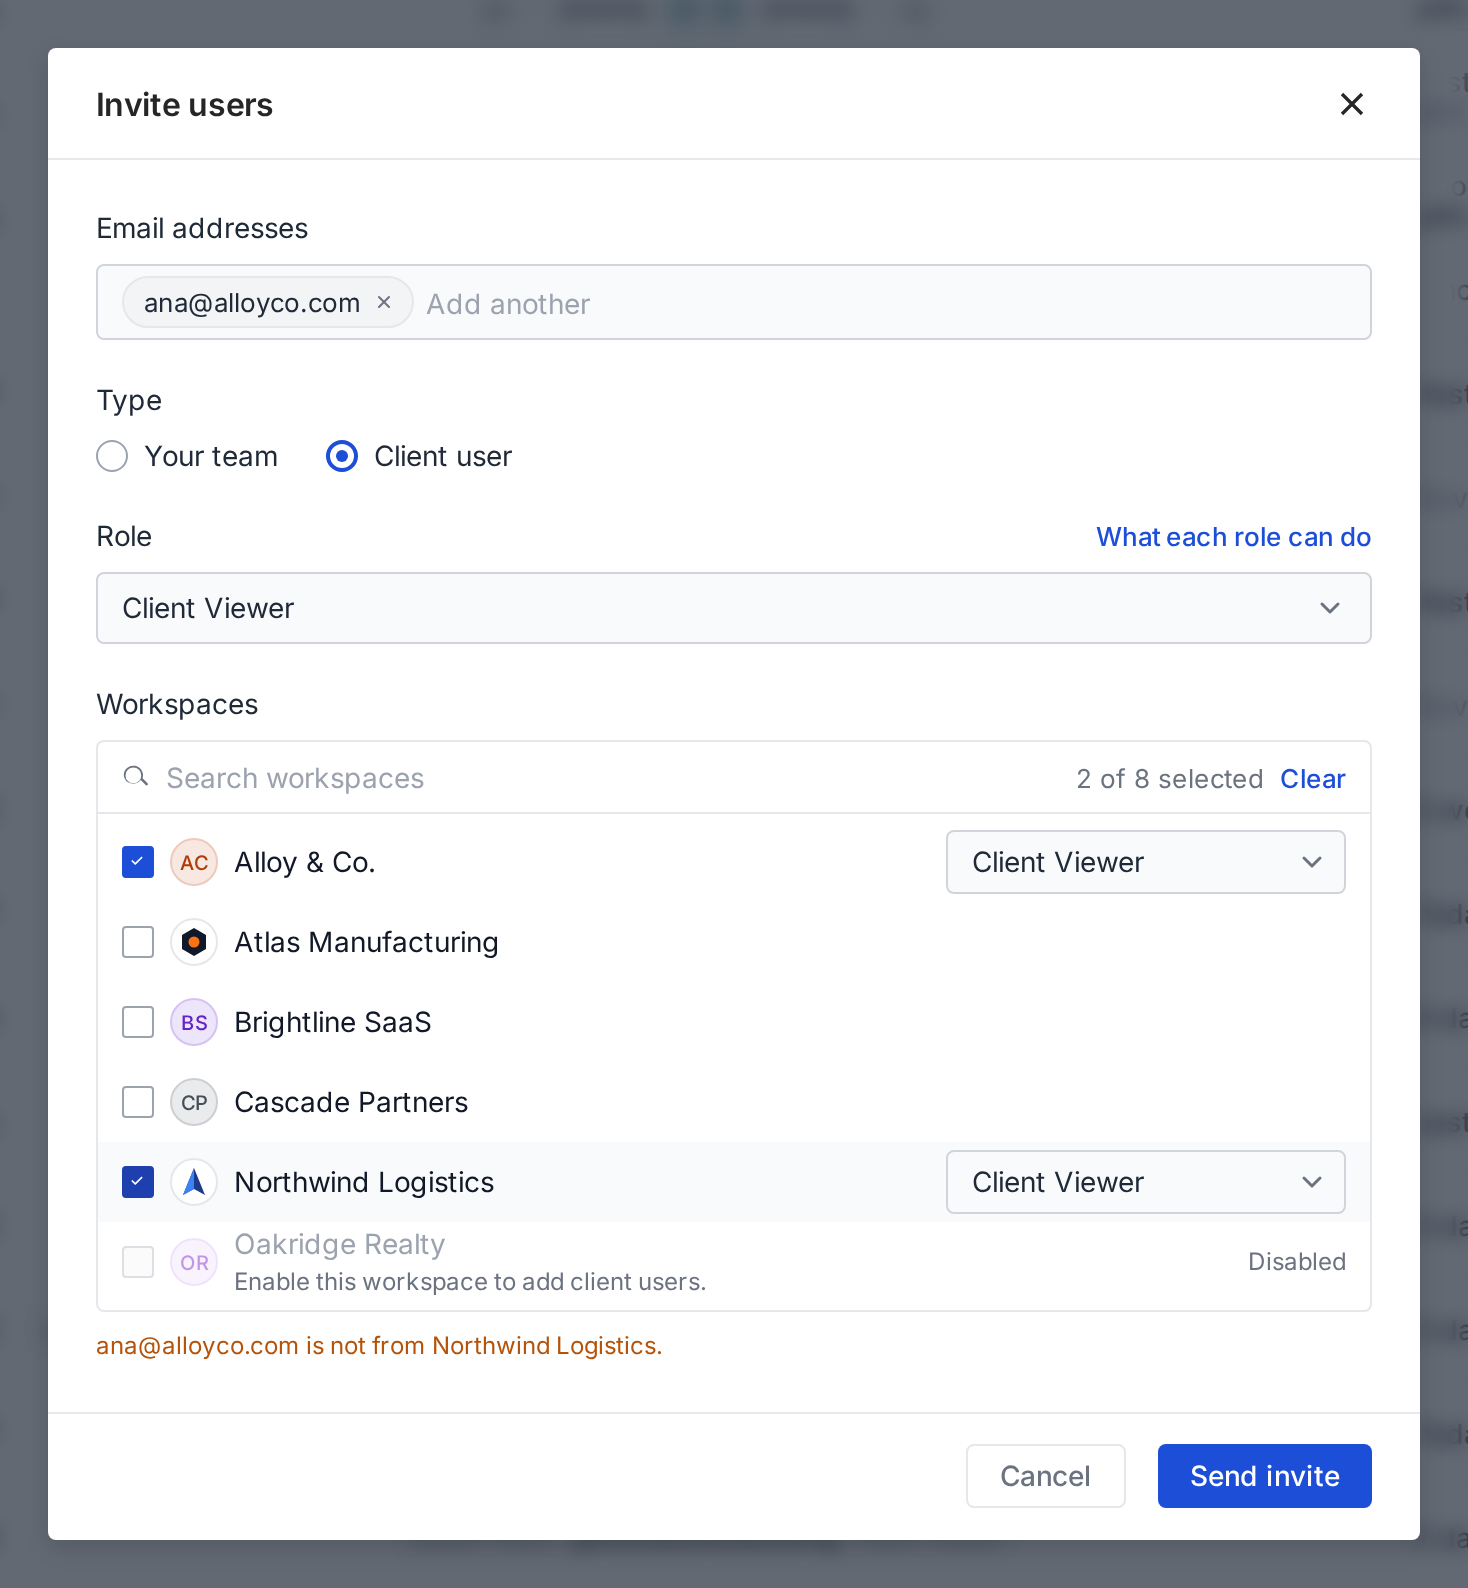 Invite users
Email addresses
ana@alloyco.com Add another
Type
Your team Client user
Role What each role can do
Client Viewer
Workspaces
Search workspaces 2 of 8 selected Clear
AC Alloy & Co. Client Viewer
Atlas Manufacturing
BS Brightline SaaS
CP Cascade Partners
Northwind Logistics Client Viewer
OR Oakridge Realty Disabled
Enable this workspace to add client users.
ana@alloyco.com is not from Northwind Logistics.
Cancel Send invite